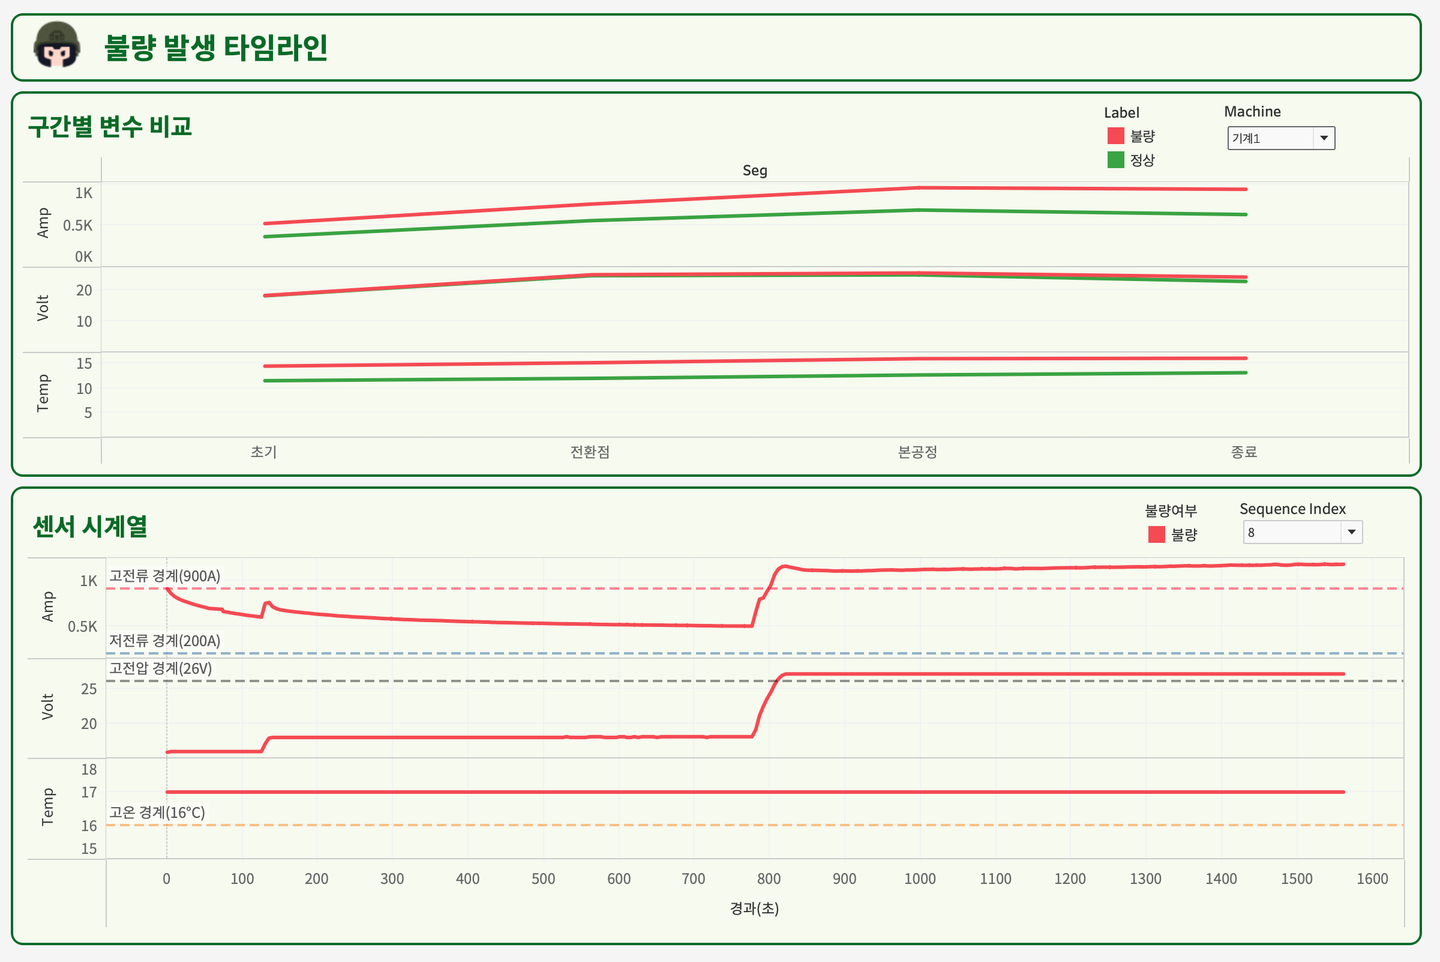 불량 발생 타임라인
구간별 변수 비교
Label
불량
정상
Machine
기계1
Seg
Amp
1K
0.5K
0K
Volt
20
10
Temp
15
10
5
초기 전환점 본공정 종료
센서 시계열
불량여부
불량
Sequence Index
8
Amp
1K
0.5K
고전류 경계(900A)
저전류 경계(200A)
Volt
25
20
고전압 경계(26V)
Temp
18
17
16
15
고온 경계(16°C)
0 100 200 300 400 500 600 700 800 900 1000 1100 1200 1300 1400 1500 1600
경과(초)